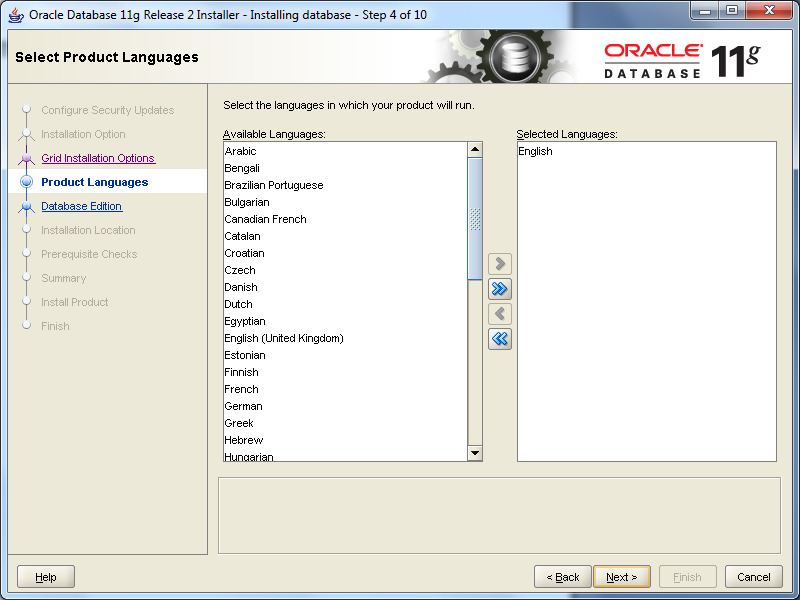 Oracle Database 11g Release 2 Installer - Installing database - Step 4 of 10
Select Product Languages
ORACLE
DATABASE 11g
Configure Security Updates
Installation Option
Grid Installation Options
Product Languages
Database Edition
Installation Location
Prerequisite Checks
Summary
Install Product
Finish
Select the languages in which your product will run.
Available Languages:
Arabic
Bengali
Brazilian Portuguese
Bulgarian
Canadian French
Catalan
Croatian
Czech
Danish
Dutch
Egyptian
English (United Kingdom)
Estonian
Finnish
French
German
Greek
Hebrew
Hungarian
Selected Languages:
English
Help
< Back
Next >
Finish
Cancel